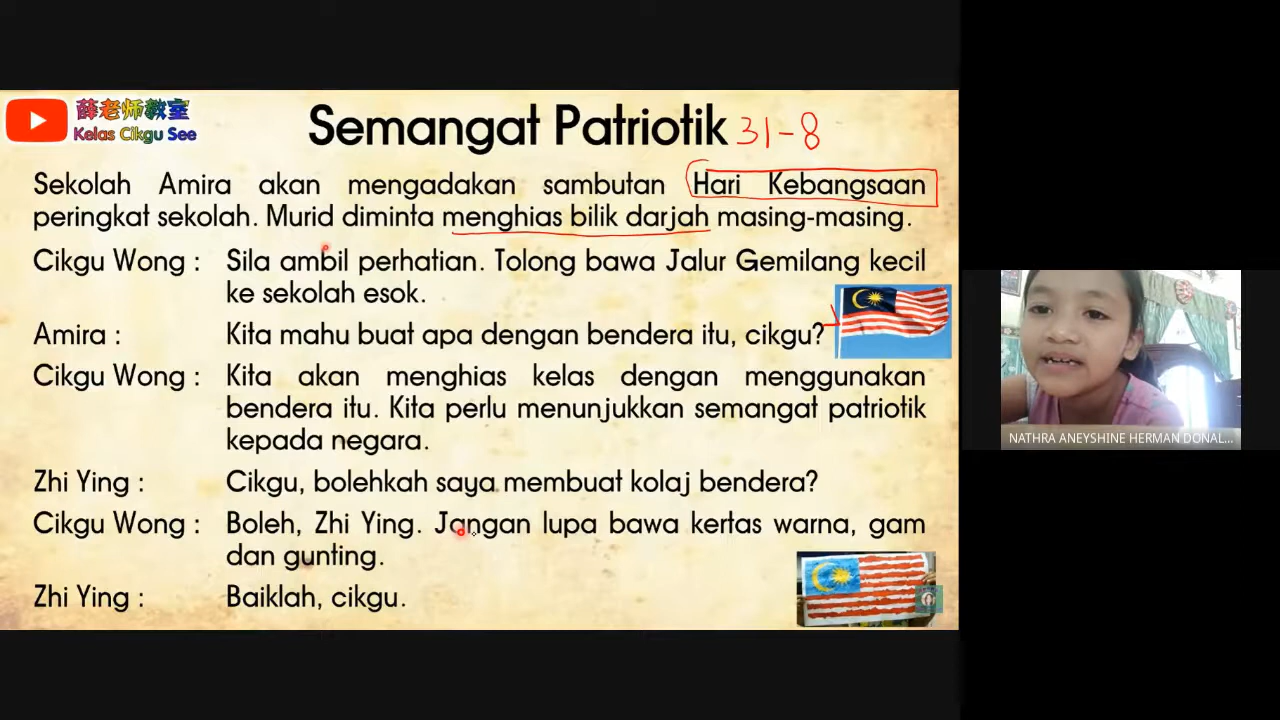 薛老师教室
Kelas Cikgu See
Semangat Patriotik 31-8
Sekolah Amira akan mengadakan sambutan Hari Kebangsaan
peringkat sekolah. Murid diminta menghias bilik darjah masing-masing.
Cikgu Wong : Sila ambil perhatian. Tolong bawa Jalur Gemilang kecil
ke sekolah esok.
Amira : Kita mahu buat apa dengan bendera itu, cikgu?
Cikgu Wong : Kita akan menghias kelas dengan menggunakan
bendera itu. Kita perlu menunjukkan semangat patriotik
kepada negara.
Zhi Ying : Cikgu, bolehkah saya membuat kolaj bendera?
Cikgu Wong : Boleh, Zhi Ying. Jangan lupa bawa kertas warna, gam
dan gunting.
Zhi Ying : Baiklah, cikgu.
NATHRA ANEYSHINE HERMAN DONAL...